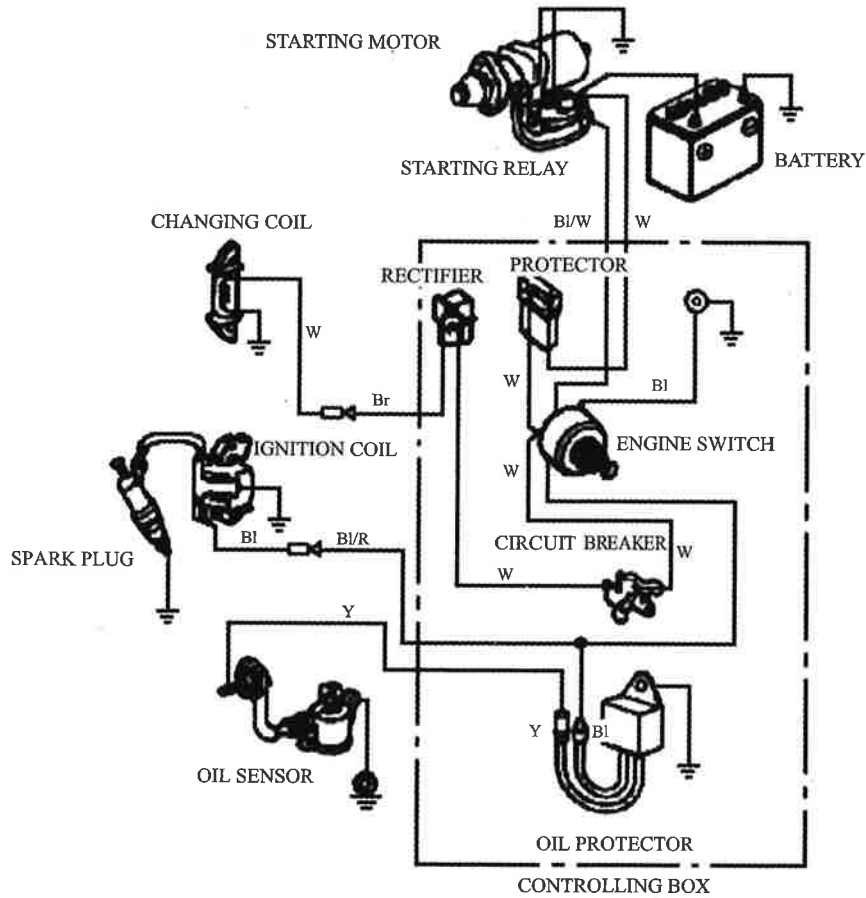 STARTING MOTOR
STARTING RELAY
BATTERY
Bl/W
W
CHANGING COIL
RECTIFIER
PROTECTOR
W
Br
W
Bl
IGNITION COIL
ENGINE SWITCH
W
Bl
Bl/R
CIRCUIT BREAKER
W
SPARK PLUG
W
Y
Y
Bl
OIL SENSOR
OIL PROTECTOR
CONTROLLING BOX